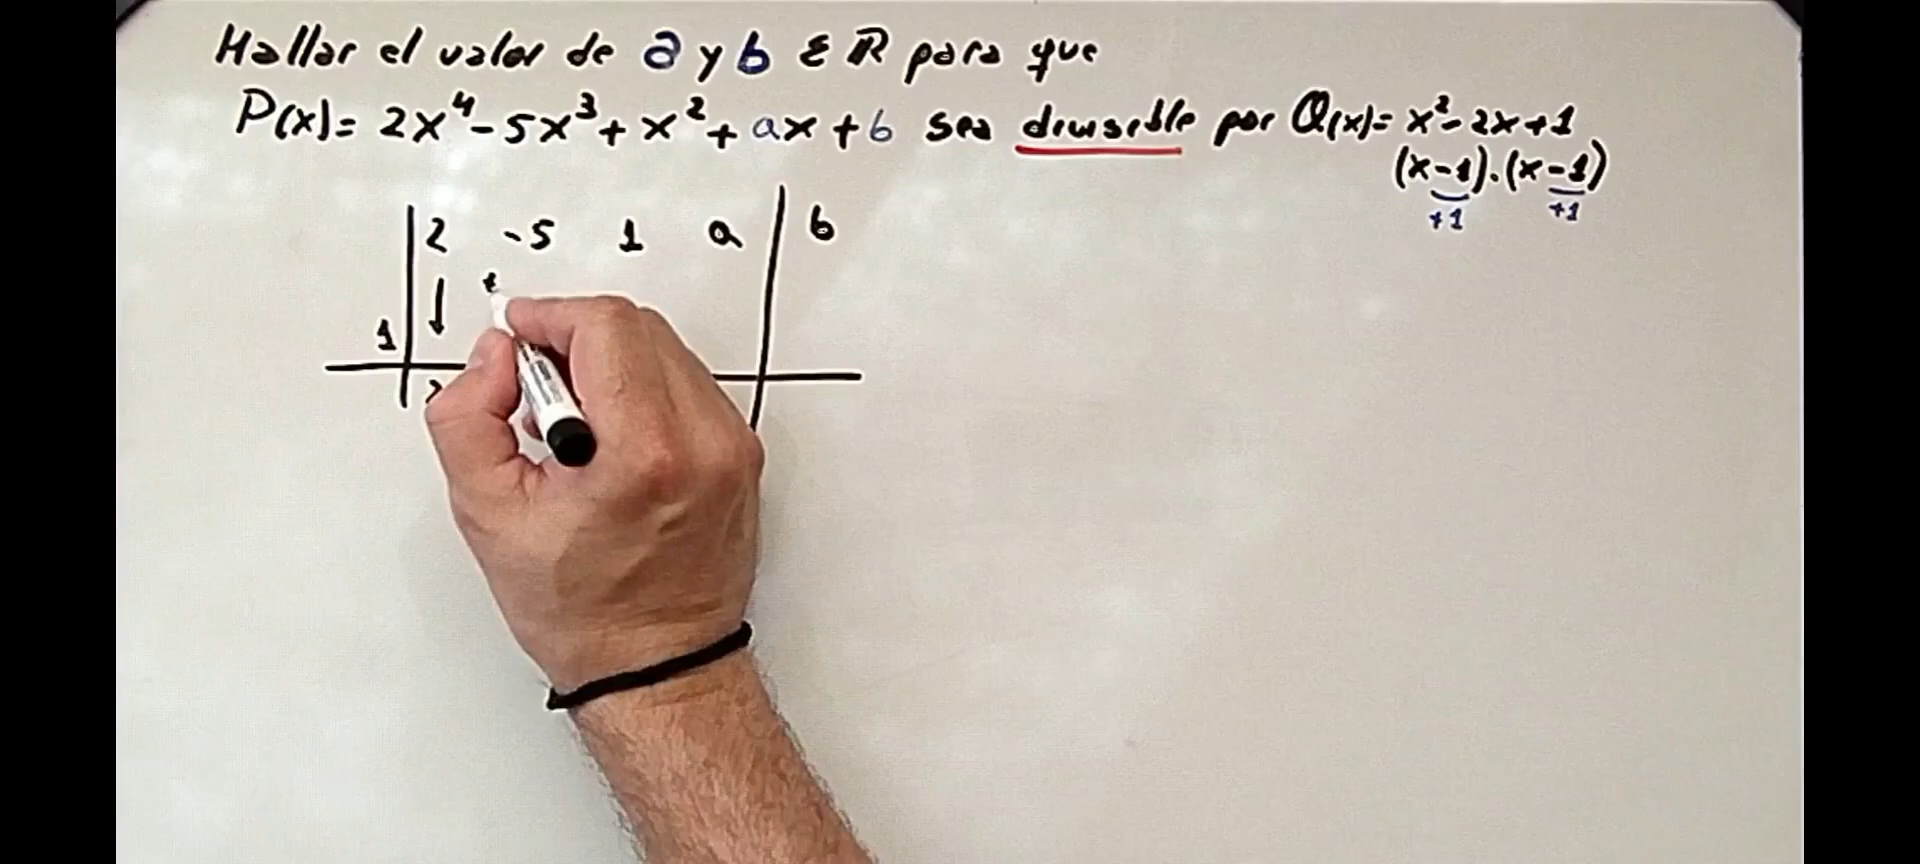 Hallar el valor de a y b ∈ ℝ para que
P(x)= 2x⁴-5x³+x²+ax+b sea divisible por Q(x)= x²-2x+1
(x-1).(x-1)
+1 +1
2 -5 1 a b
+
1
2